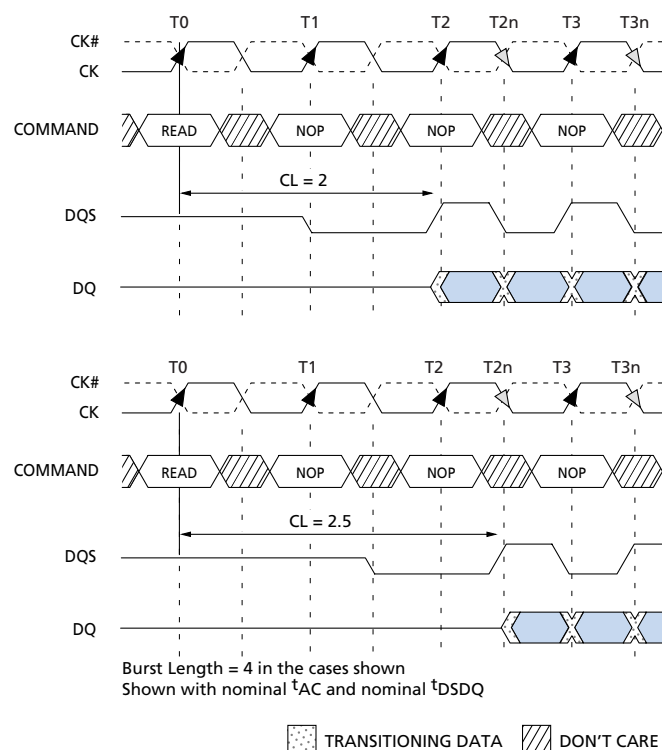 T0 T1 T2 T2n T3 T3n
CK#
CK
COMMAND READ NOP NOP NOP
CL = 2
DQS
DQ
T0 T1 T2 T2n T3 T3n
CK#
CK
COMMAND READ NOP NOP NOP
CL = 2.5
DQS
DQ
Burst Length = 4 in the cases shown
Shown with nominal tAC and nominal tDSDQ
TRANSITIONING DATA DON'T CARE